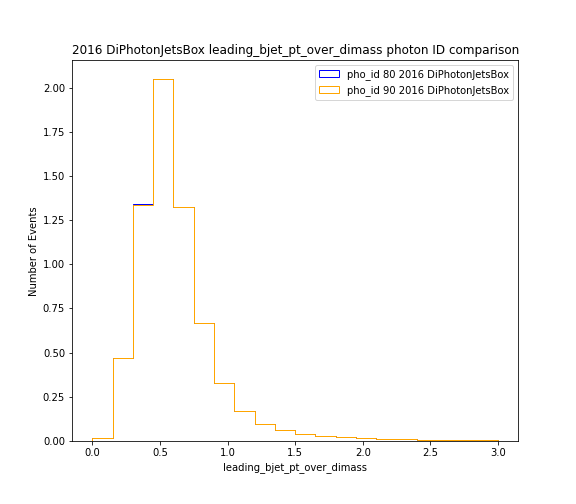 2016 DiPhotonJetsBox leading_bjet_pt_over_dimass photon ID comparison
pho_id 80 2016 DiPhotonJetsBox
pho_id 90 2016 DiPhotonJetsBox
Number of Events
2.00
1.75
1.50
1.25
1.00
0.75
0.50
0.25
0.00
0.0 0.5 1.0 1.5 2.0 2.5 3.0
leading_bjet_pt_over_dimass